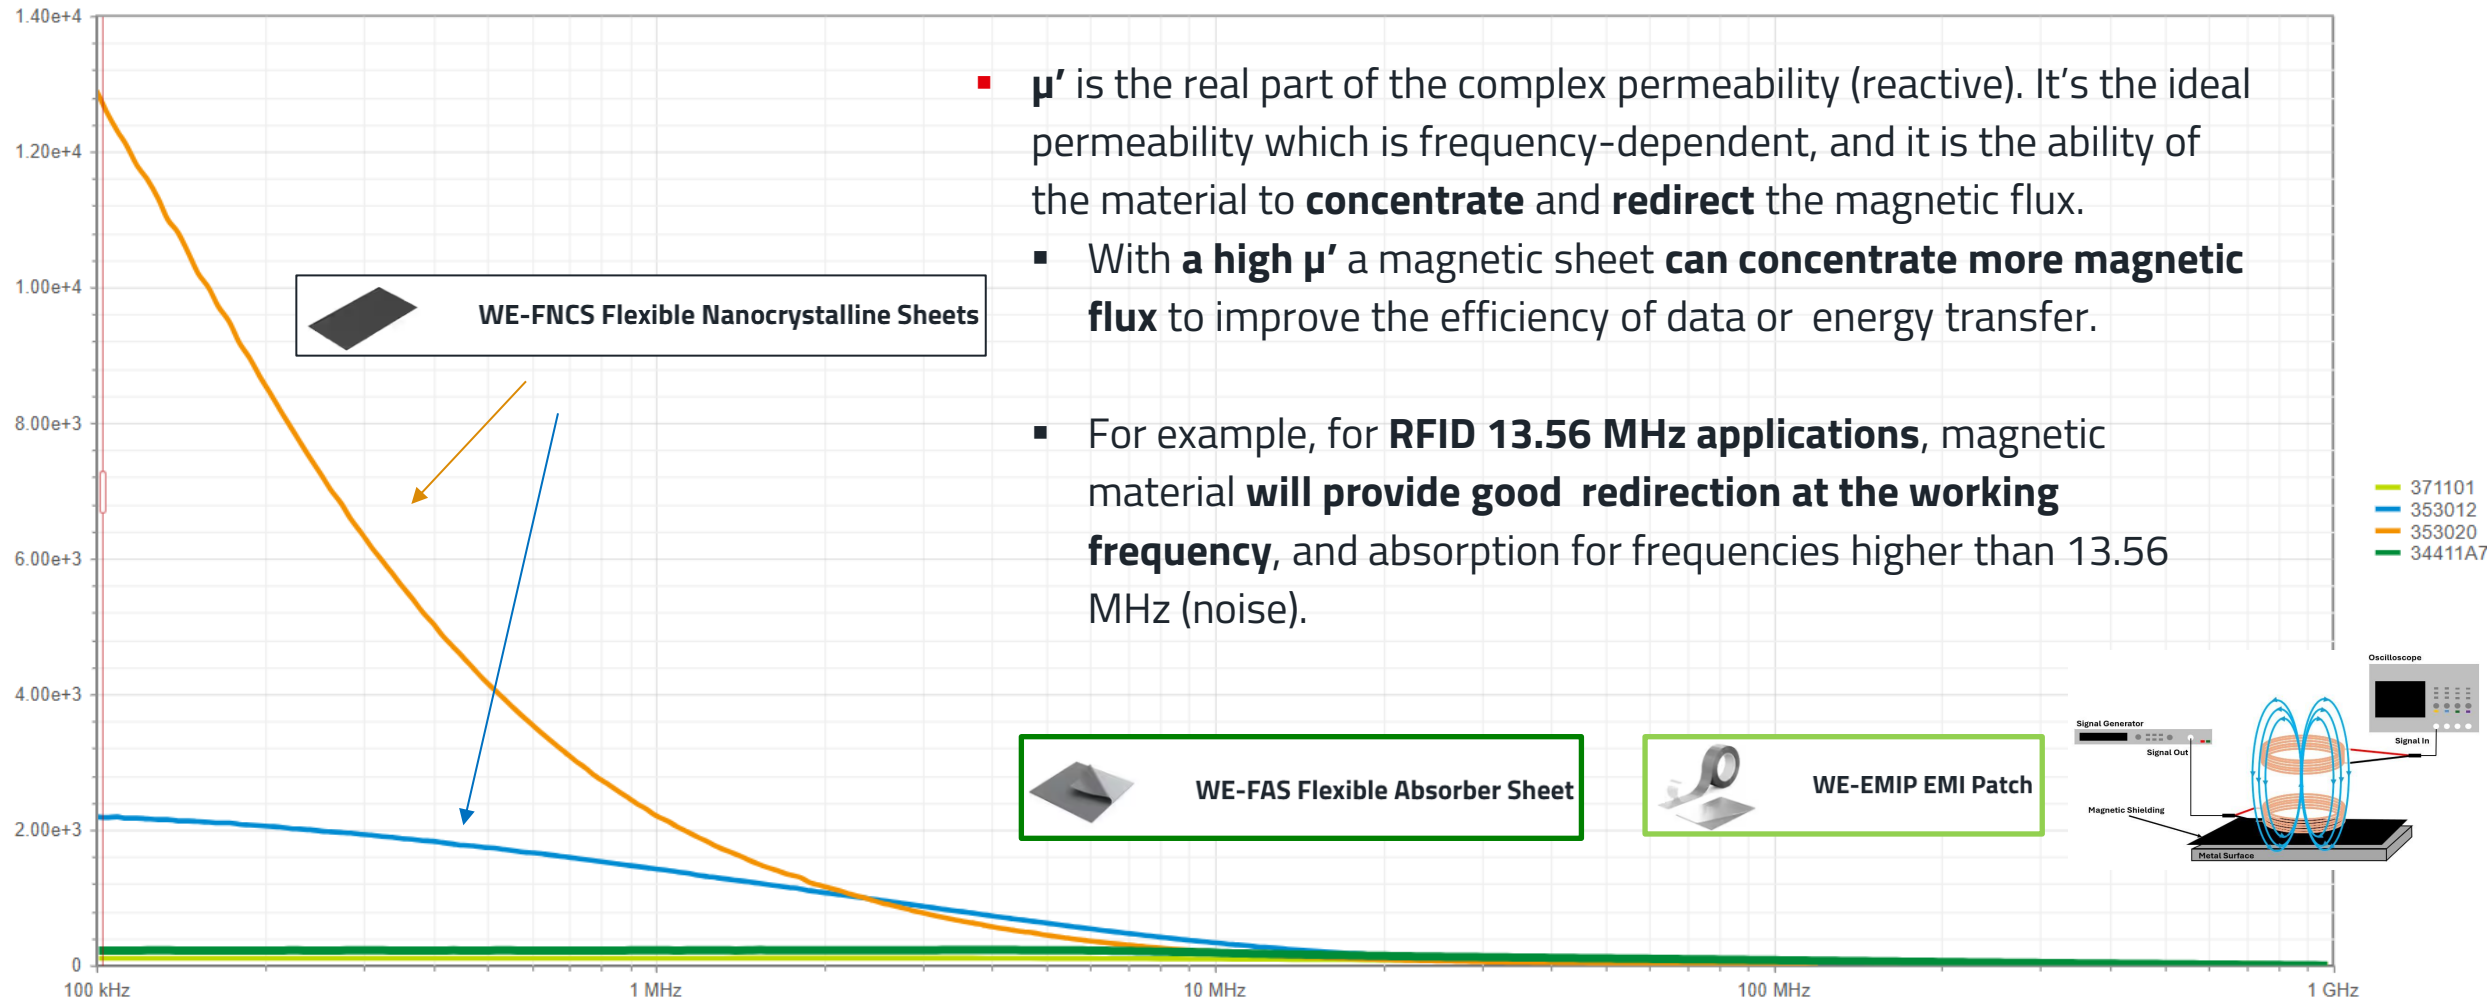 1.40e+4
1.20e+4
1.00e+4
8.00e+3
6.00e+3
4.00e+3
2.00e+3
0
100 kHz
1 MHz
10 MHz
100 MHz
1 GHz
▪ µ’ is the real part of the complex permeability (reactive). It’s the ideal
permeability which is frequency-dependent, and it is the ability of
the material to concentrate and redirect the magnetic flux.
▪ With a high µ’ a magnetic sheet can concentrate more magnetic
flux to improve the efficiency of data or energy transfer.
▪ For example, for RFID 13.56 MHz applications, magnetic
material will provide good redirection at the working
frequency, and absorption for frequencies higher than 13.56
MHz (noise).
WE-FNCS Flexible Nanocrystalline Sheets
WE-FAS Flexible Absorber Sheet
WE-EMIP EMI Patch
371101
353012
353020
34411A7
Oscilloscope
Signal Generator
Signal In
Signal Out
Magnetic Shielding
Metal Surface